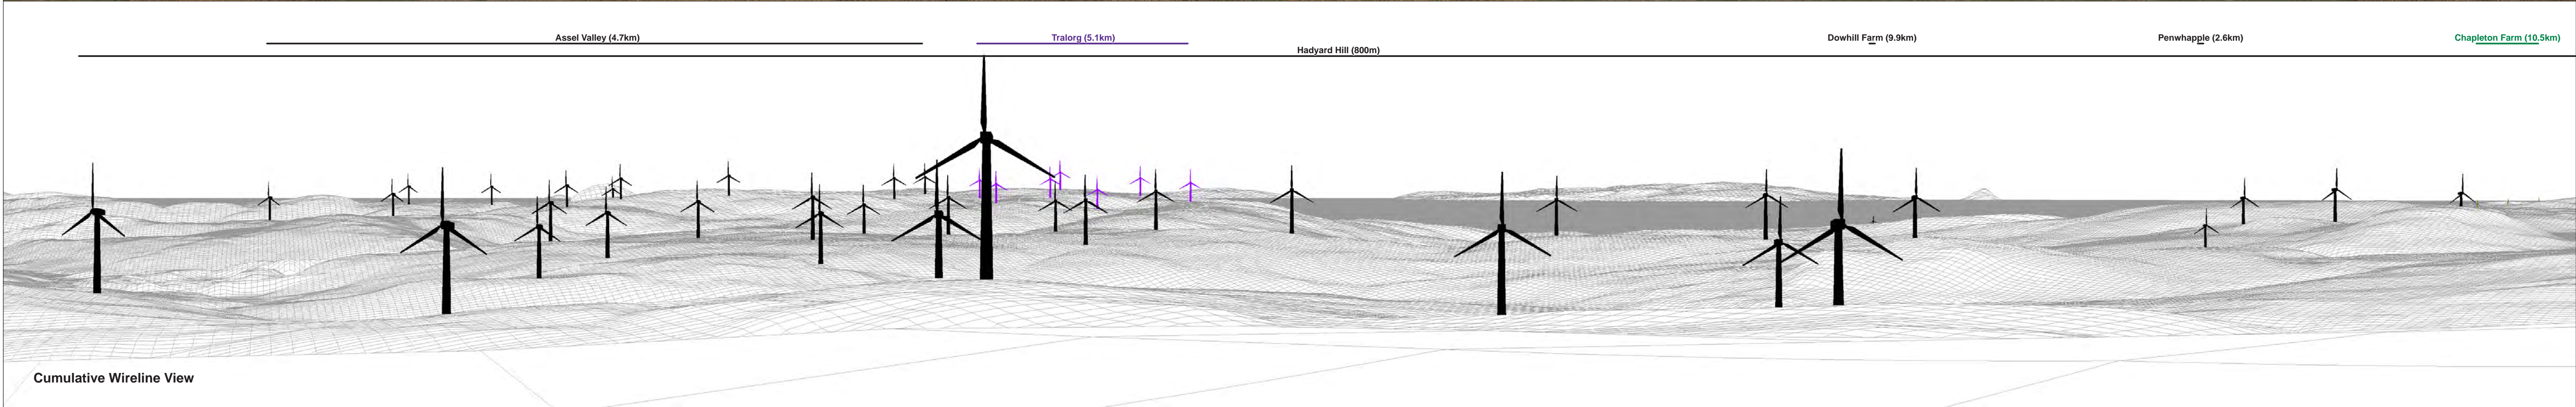 Assel Valley (4.7km)
Tralorg (5.1km)
Dowhill Farm (9.9km)
Penwhapple (2.6km)
Chapleton Farm (10.5km)
Hadyard Hill (800m)
Cumulative Wireline View